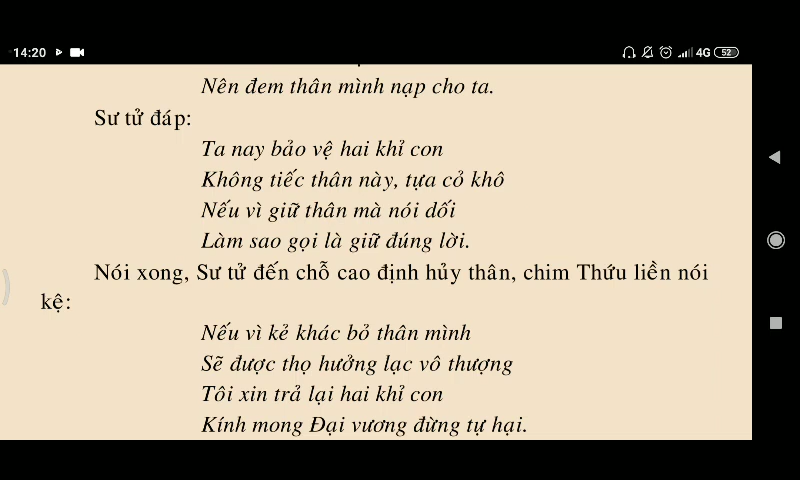 14:20
4G 52
Nên đem thân mình nạp cho ta.
Sư tử đáp:
Ta nay bảo vệ hai khỉ con
Không tiếc thân này, tựa cỏ khô
Nếu vì giữ thân mà nói dối
Làm sao gọi là giữ đúng lời.
Nói xong, Sư tử đến chỗ cao định hủy thân, chim Thứu liền nói
kệ:
Nếu vì kẻ khác bỏ thân mình
Sẽ được thọ hưởng lạc vô thượng
Tôi xin trả lại hai khỉ con
Kính mong Đại vương đừng tự hại.